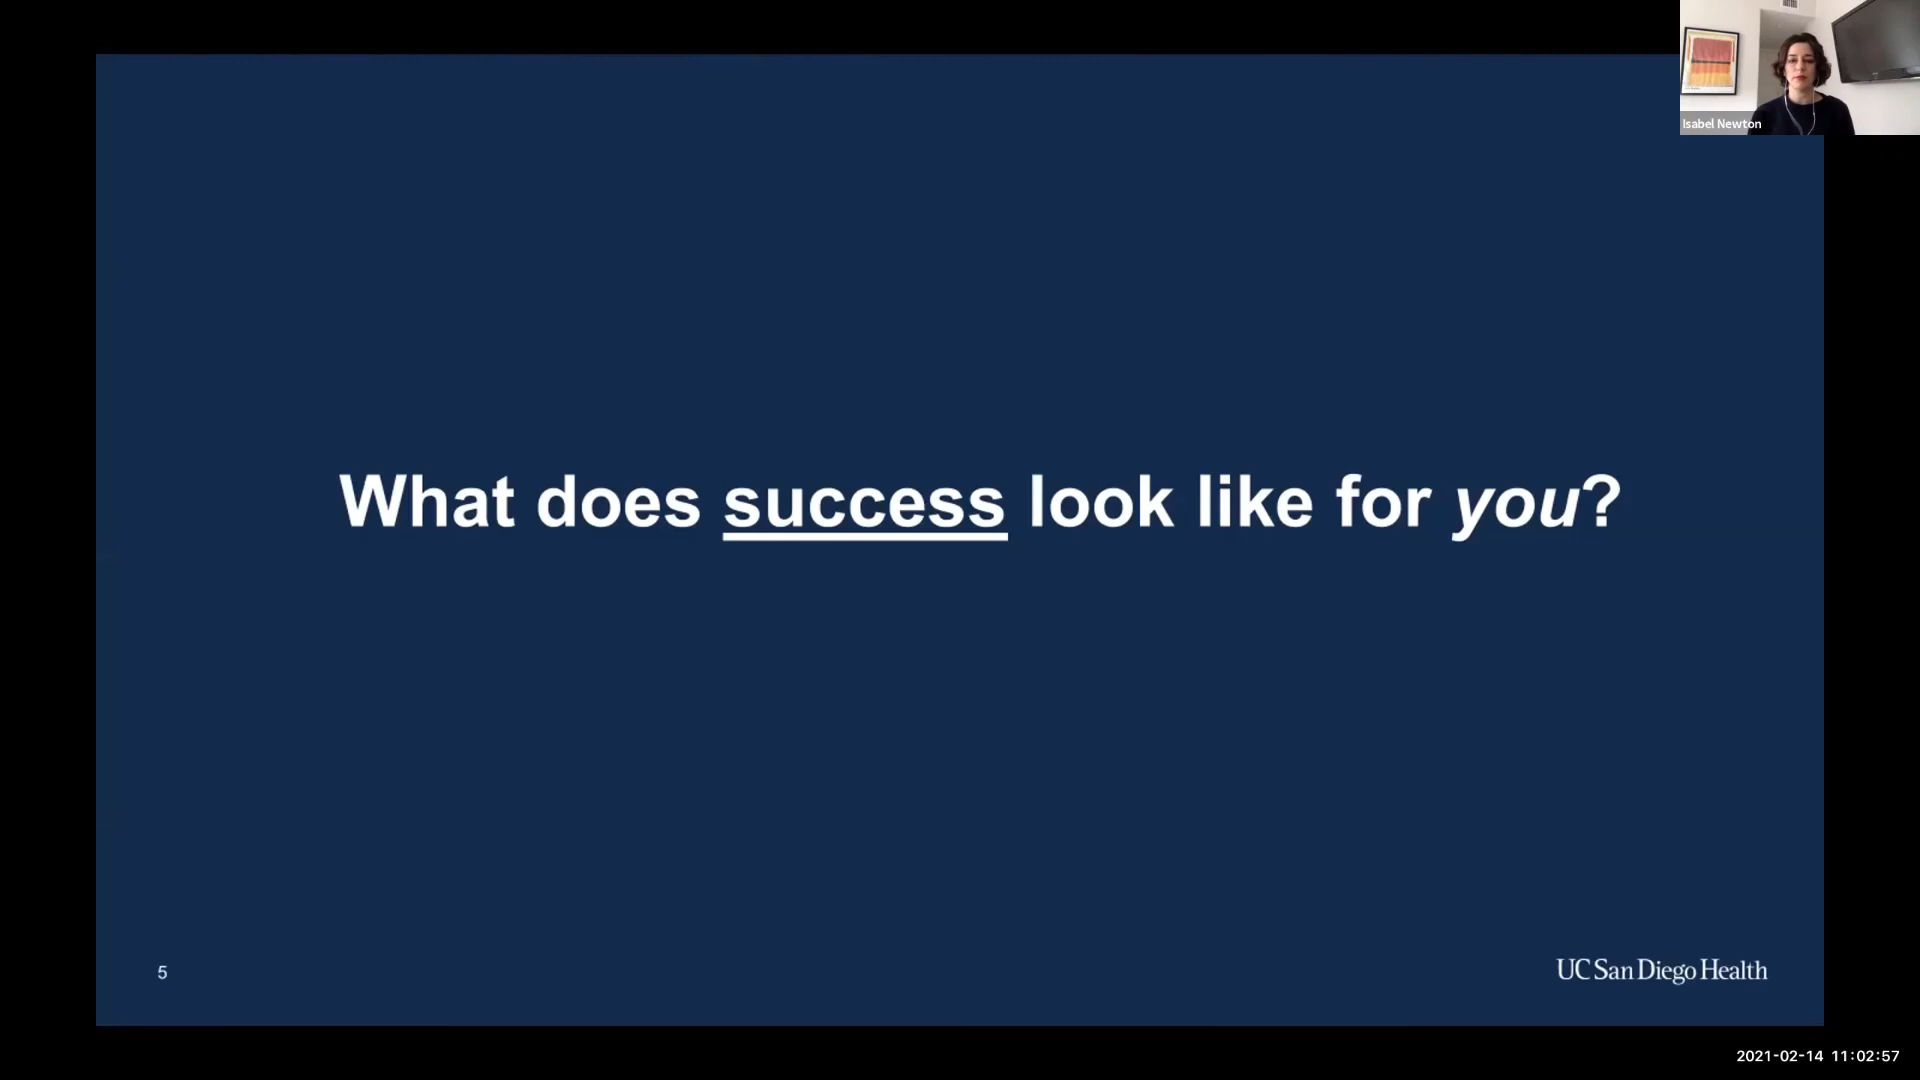 Isabel Newton
What does success look like for you?
5
UC San Diego Health
2021-02-14 11:02:57